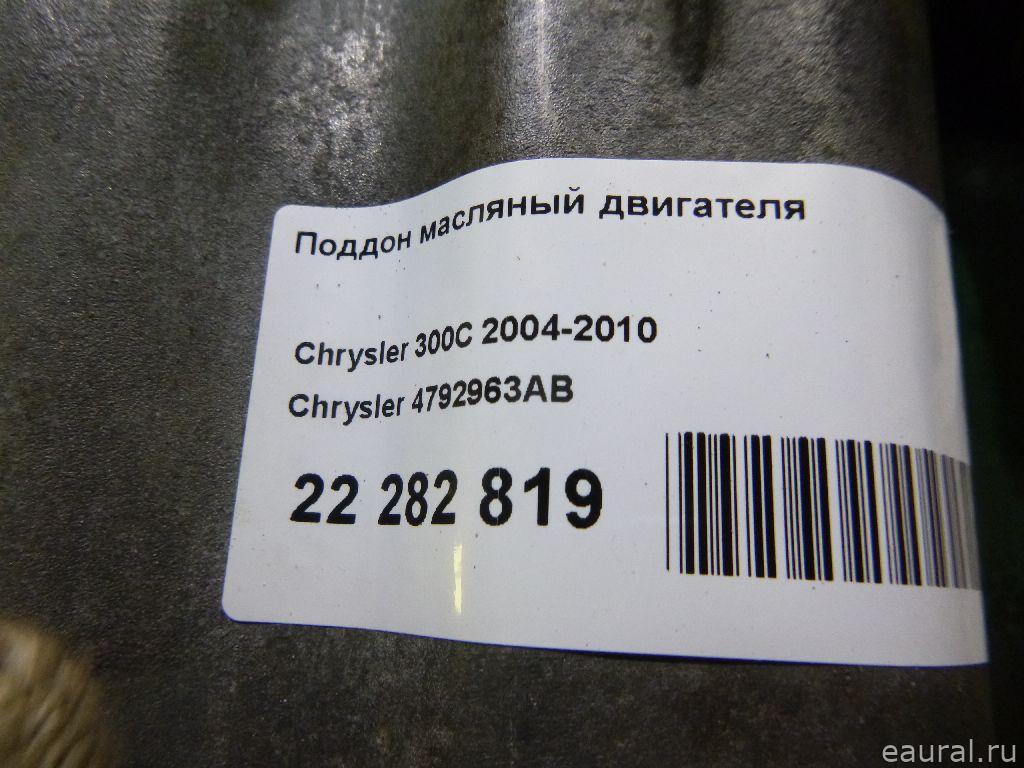 Поддон масляный двигателя
Chrysler 300C 2004-2010
Chrysler 4792963AB
22 282 819
eaural.ru